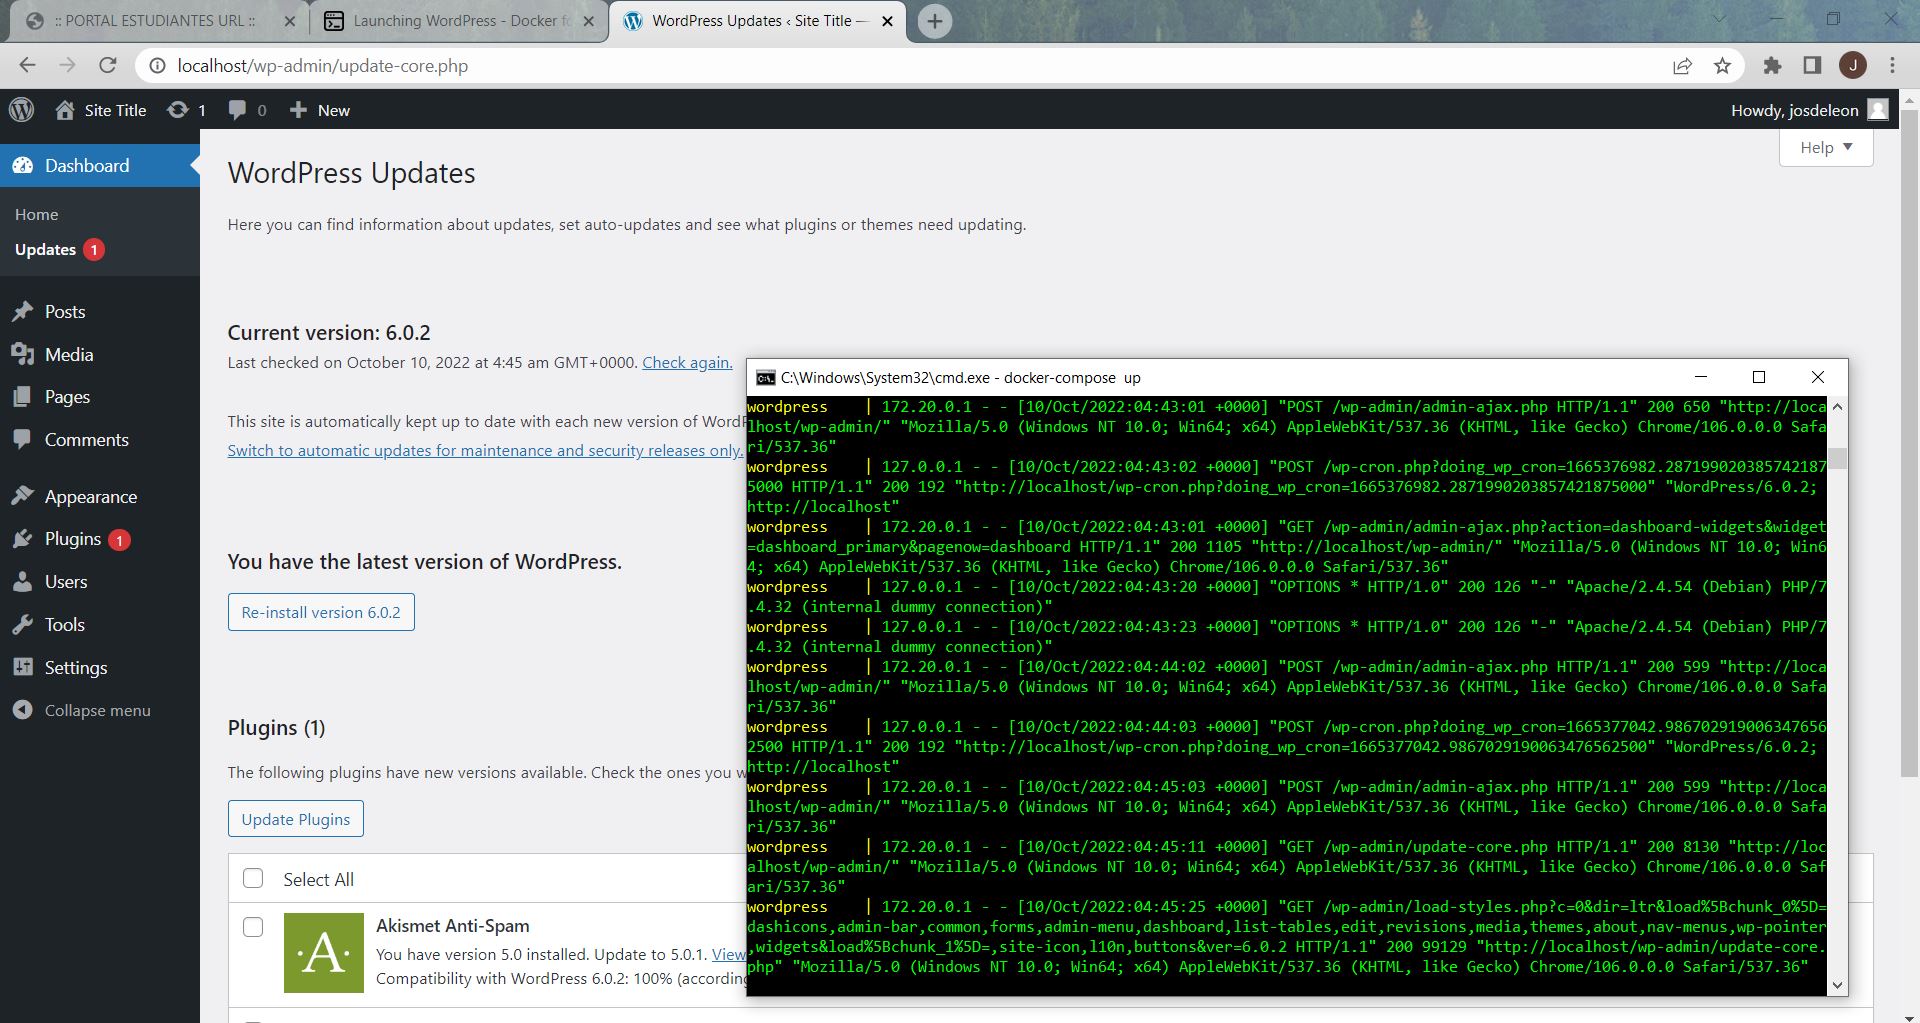 :: PORTAL ESTUDIANTES URL ::
Launching WordPress - Docker fo
WordPress Updates ‹ Site Title —
localhost/wp-admin/update-core.php
J
Site Title
1
0
New
Howdy, josdeleon
Dashboard
Home
Updates 1
Posts
Media
Pages
Comments
Appearance
Plugins 1
Users
Tools
Settings
Collapse menu
Help
WordPress Updates
Here you can find information about updates, set auto-updates and see what plugins or themes need updating.
Current version: 6.0.2
Last checked on October 10, 2022 at 4:45 am GMT+0000. Check again.
This site is automatically kept up to date with each new version of WordP
Switch to automatic updates for maintenance and security releases only.
You have the latest version of WordPress.
Re-install version 6.0.2
Plugins (1)
The following plugins have new versions available. Check the ones you w
Update Plugins
Select All
Akismet Anti-Spam
You have version 5.0 installed. Update to 5.0.1. View
Compatibility with WordPress 6.0.2: 100% (according
·A·
C:\Windows\System32\cmd.exe - docker-compose up
wordpress | 172.20.0.1 - - [10/Oct/2022:04:43:01 +0000] "POST /wp-admin/admin-ajax.php HTTP/1.1" 200 650 "http://loca
lhost/wp-admin/" "Mozilla/5.0 (Windows NT 10.0; Win64; x64) AppleWebKit/537.36 (KHTML, like Gecko) Chrome/106.0.0.0 Safa
ri/537.36"
wordpress | 127.0.0.1 - - [10/Oct/2022:04:43:02 +0000] "POST /wp-cron.php?doing_wp_cron=1665376982.287199020385742187
5000 HTTP/1.1" 200 192 "http://localhost/wp-cron.php?doing_wp_cron=1665376982.2871990203857421875000" "WordPress/6.0.2;
http://localhost"
wordpress | 172.20.0.1 - - [10/Oct/2022:04:43:01 +0000] "GET /wp-admin/admin-ajax.php?action=dashboard-widgets&widget
=dashboard_primary&pagenow=dashboard HTTP/1.1" 200 1105 "http://localhost/wp-admin/" "Mozilla/5.0 (Windows NT 10.0; Win6
4; x64) AppleWebKit/537.36 (KHTML, like Gecko) Chrome/106.0.0.0 Safari/537.36"
wordpress | 127.0.0.1 - - [10/Oct/2022:04:43:20 +0000] "OPTIONS * HTTP/1.0" 200 126 "-" "Apache/2.4.54 (Debian) PHP/7
.4.32 (internal dummy connection)"
wordpress | 127.0.0.1 - - [10/Oct/2022:04:43:23 +0000] "OPTIONS * HTTP/1.0" 200 126 "-" "Apache/2.4.54 (Debian) PHP/7
.4.32 (internal dummy connection)"
wordpress | 172.20.0.1 - - [10/Oct/2022:04:44:02 +0000] "POST /wp-admin/admin-ajax.php HTTP/1.1" 200 599 "http://loca
lhost/wp-admin/" "Mozilla/5.0 (Windows NT 10.0; Win64; x64) AppleWebKit/537.36 (KHTML, like Gecko) Chrome/106.0.0.0 Safa
ri/537.36"
wordpress | 127.0.0.1 - - [10/Oct/2022:04:44:03 +0000] "POST /wp-cron.php?doing_wp_cron=1665377042.986702919006347656
2500 HTTP/1.1" 200 192 "http://localhost/wp-cron.php?doing_wp_cron=1665377042.9867029190063476562500" "WordPress/6.0.2;
http://localhost"
wordpress | 172.20.0.1 - - [10/Oct/2022:04:45:03 +0000] "POST /wp-admin/admin-ajax.php HTTP/1.1" 200 599 "http://loca
lhost/wp-admin/" "Mozilla/5.0 (Windows NT 10.0; Win64; x64) AppleWebKit/537.36 (KHTML, like Gecko) Chrome/106.0.0.0 Safa
ri/537.36"
wordpress | 172.20.0.1 - - [10/Oct/2022:04:45:11 +0000] "GET /wp-admin/update-core.php HTTP/1.1" 200 8130 "http://loc
alhost/wp-admin/" "Mozilla/5.0 (Windows NT 10.0; Win64; x64) AppleWebKit/537.36 (KHTML, like Gecko) Chrome/106.0.0.0 Saf
ari/537.36"
wordpress | 172.20.0.1 - - [10/Oct/2022:04:45:25 +0000] "GET /wp-admin/load-styles.php?c=0&dir=ltr&load%5Bchunk_0%5D=
dashicons,admin-bar,common,forms,admin-menu,dashboard,list-tables,edit,revisions,media,themes,about,nav-menus,wp-pointer
,widgets&load%5Bchunk_1%5D=,site-icon,l10n,buttons&ver=6.0.2 HTTP/1.1" 200 99129 "http://localhost/wp-admin/update-core.
php" "Mozilla/5.0 (Windows NT 10.0; Win64; x64) AppleWebKit/537.36 (KHTML, like Gecko) Chrome/106.0.0.0 Safari/537.36"